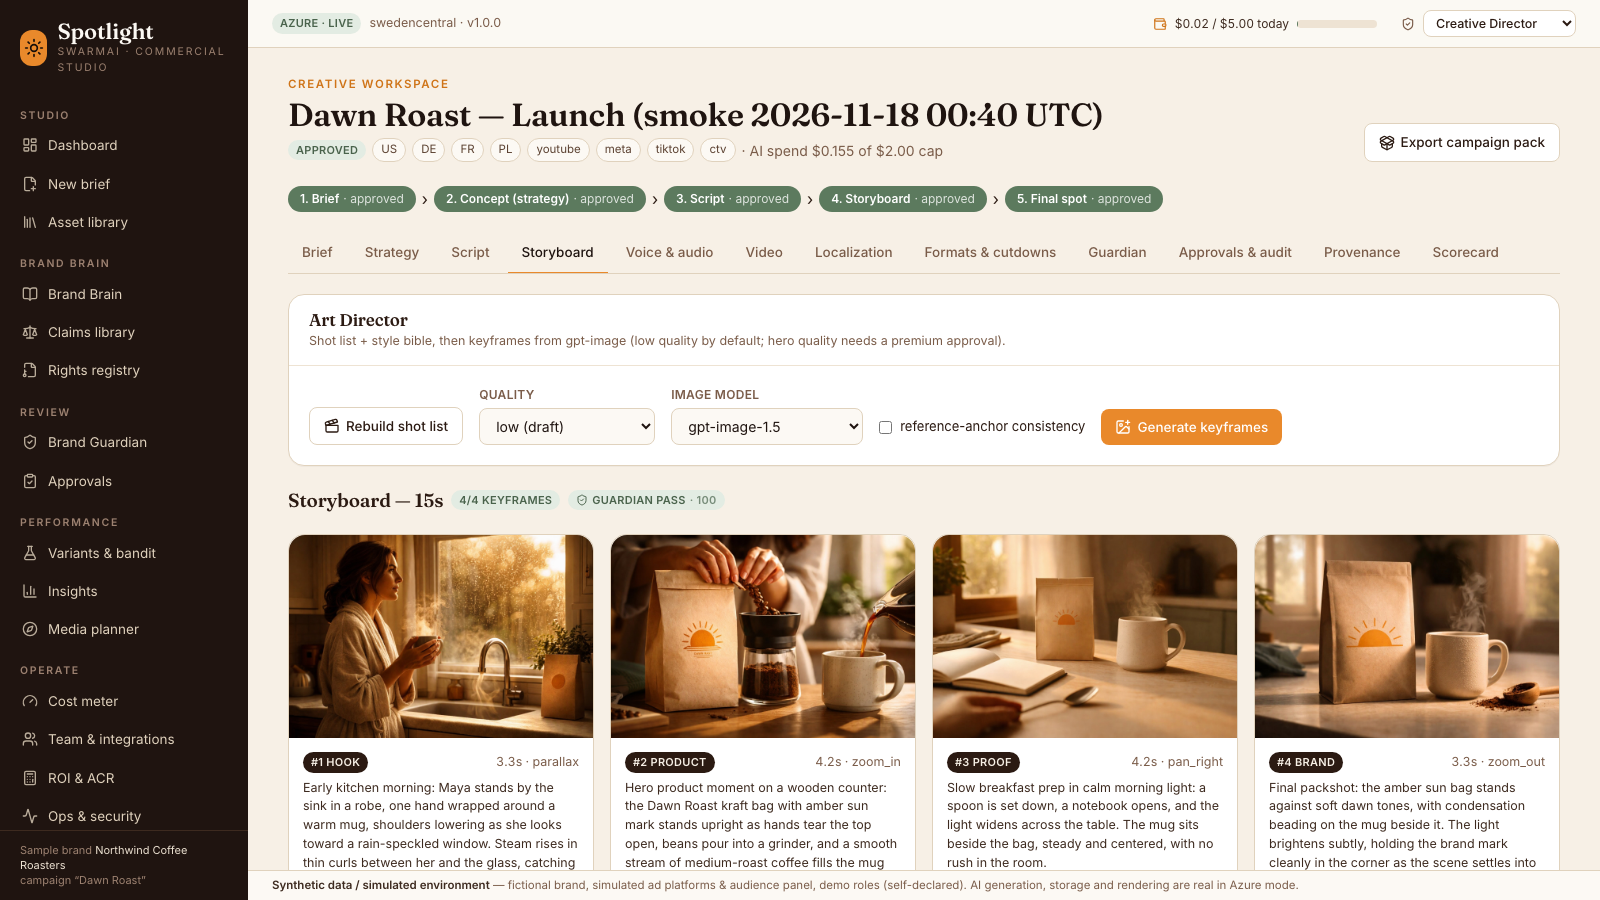 Spotlight
SWARMAI · COMMERCIAL
STUDIO
STUDIO
Dashboard
New brief
Asset library
BRAND BRAIN
Brand Brain
Claims library
Rights registry
REVIEW
Brand Guardian
Approvals
PERFORMANCE
Variants & bandit
Insights
Media planner
OPERATE
Cost meter
Team & integrations
ROI & ACR
Ops & security
Sample brand Northwind Coffee
Roasters
campaign “Dawn Roast”
AZURE · LIVE swedencentral · v1.0.0
$0.02 / $5.00 today
Creative Director
CREATIVE WORKSPACE
Dawn Roast — Launch (smoke 2026-11-18 00:40 UTC)
APPROVED US DE FR PL youtube meta tiktok ctv · AI spend $0.155 of $2.00 cap
Export campaign pack
1. Brief · approved › 2. Concept (strategy) · approved › 3. Script · approved › 4. Storyboard · approved › 5. Final spot · approved
Brief Strategy Script Storyboard Voice & audio Video Localization Formats & cutdowns Guardian Approvals & audit Provenance Scorecard
Art Director
Shot list + style bible, then keyframes from gpt-image (low quality by default; hero quality needs a premium approval).
QUALITY IMAGE MODEL
Rebuild shot list low (draft) gpt-image-1.5 reference-anchor consistency Generate keyframes
Storyboard — 15s 4/4 KEYFRAMES GUARDIAN PASS · 100
#1 HOOK 3.3s · parallax
Early kitchen morning: Maya stands by the
sink in a robe, one hand wrapped around a
warm mug, shoulders lowering as she looks
toward a rain-speckled window. Steam rises in
thin curls between her and the glass, catching
#2 PRODUCT 4.2s · zoom_in
Hero product moment on a wooden counter:
the Dawn Roast kraft bag with amber sun
mark stands upright as hands tear the top
open, beans pour into a grinder, and a smooth
stream of medium-roast coffee fills the mug
#3 PROOF 4.2s · pan_right
Slow breakfast prep in calm morning light: a
spoon is set down, a notebook opens, and the
light widens across the table. The mug sits
beside the bag, steady and centered, with no
rush in the room.
#4 BRAND 3.3s · zoom_out
Final packshot: the amber sun bag stands
against soft dawn tones, with condensation
beading on the mug beside it. The light
brightens subtly, holding the brand mark
cleanly in the corner as the scene settles into
Synthetic data / simulated environment — fictional brand, simulated ad platforms & audience panel, demo roles (self-declared). AI generation, storage and rendering are real in Azure mode.